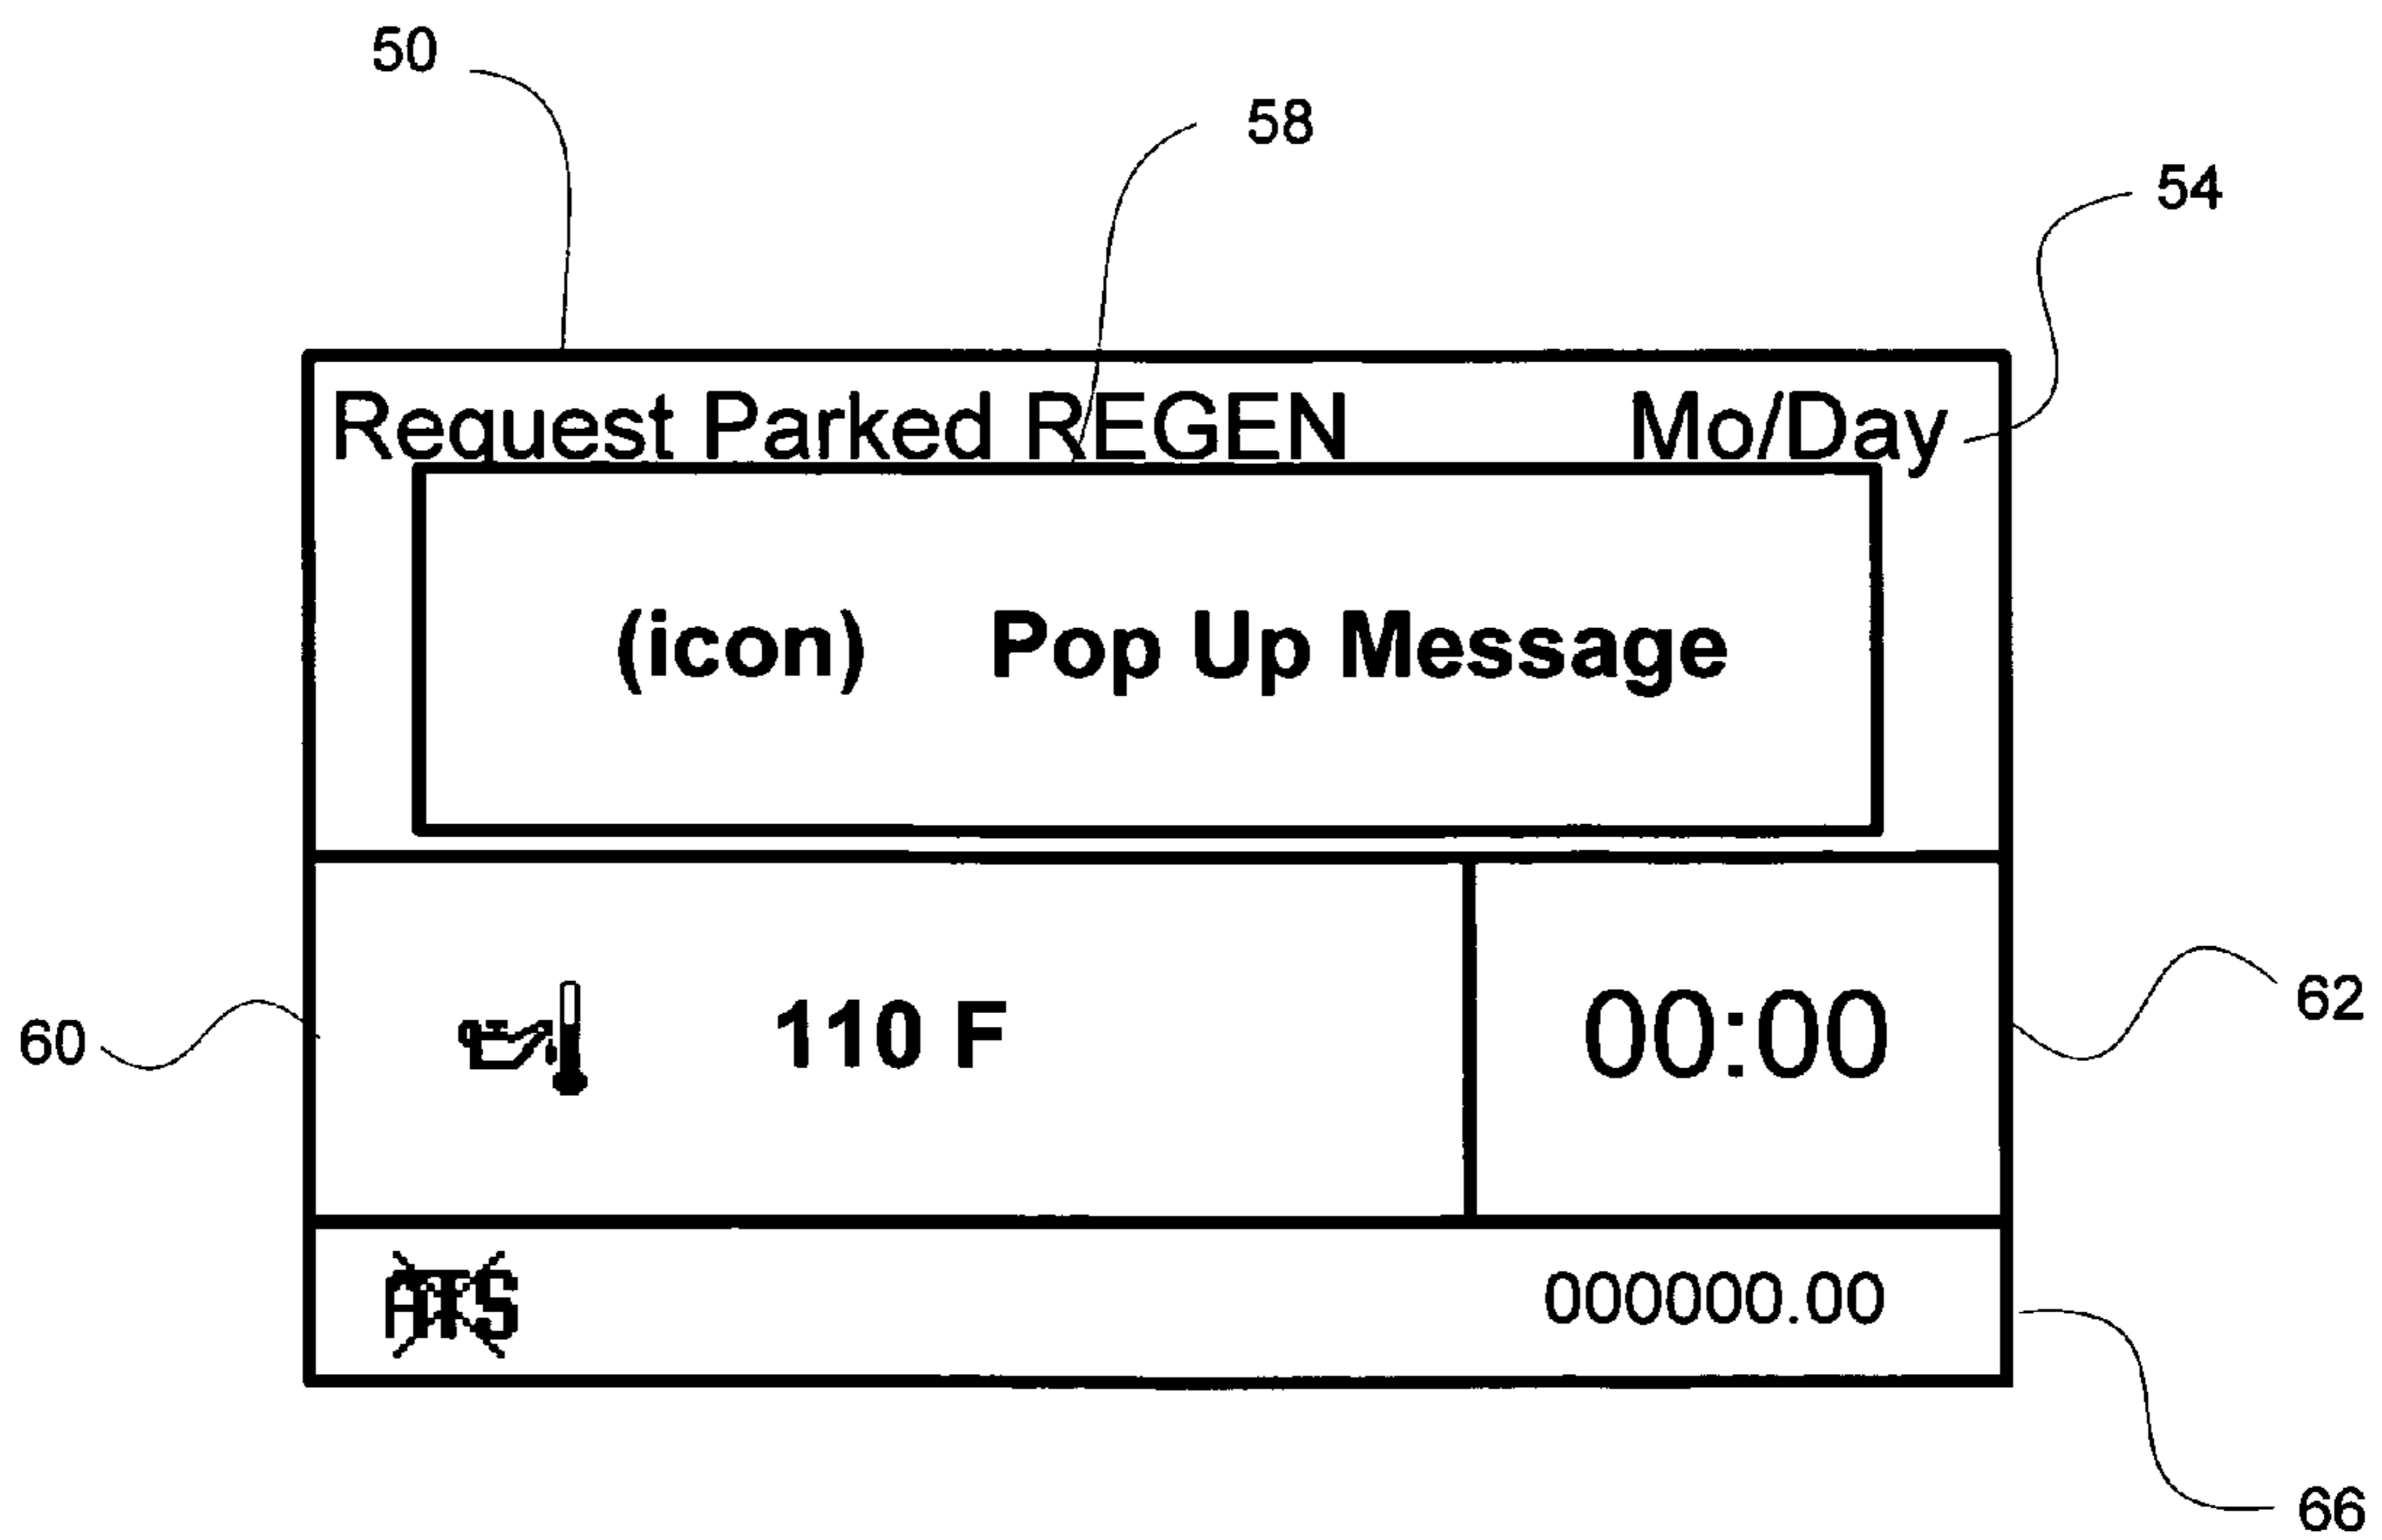 50
58
54
Request Parked REGEN Mo/Day
(icon) Pop Up Message
60
110 F
00:00
62
ATS
000000.00
66